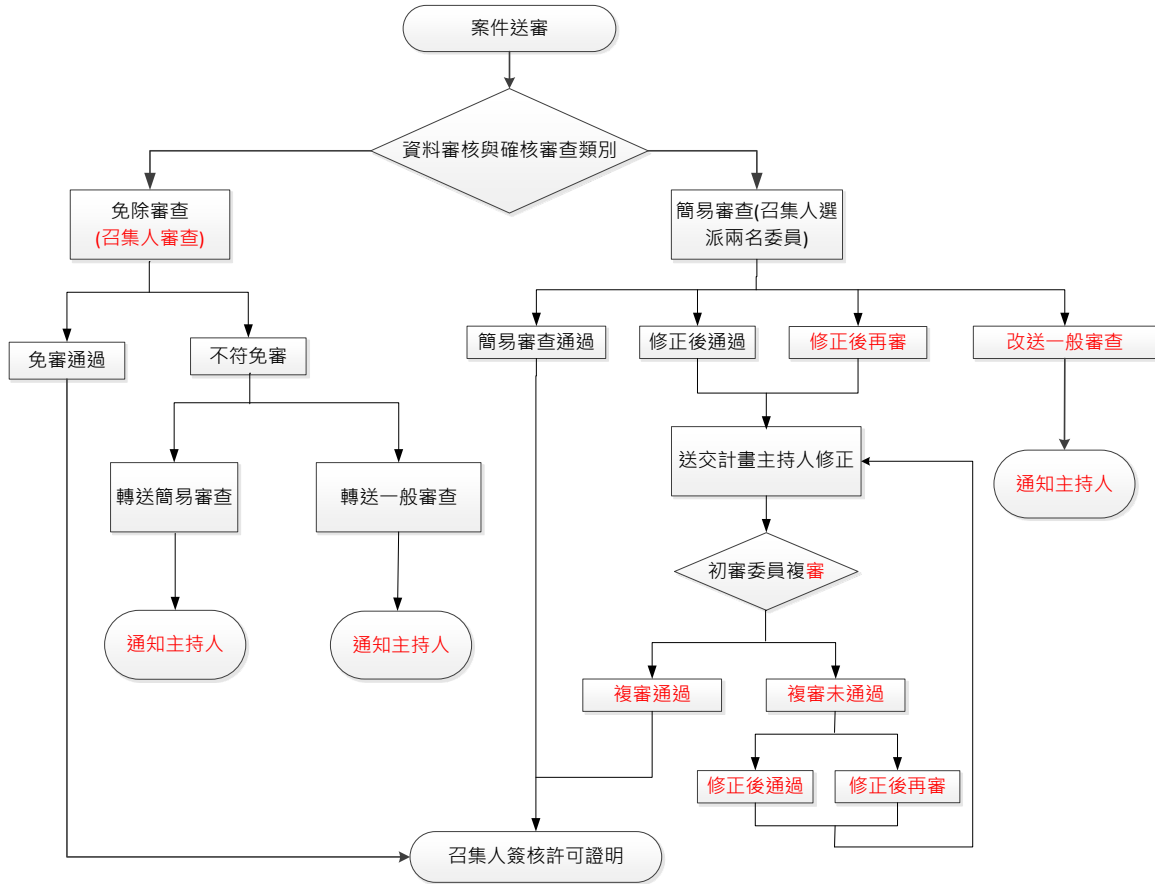 案件送審
資料審核與確核審查類別
免除審查
(召集人審查)
簡易審查(召集人選
派兩名委員)
免審通過
不符免審
簡易審查通過
修正後通過
修正後再審
改送一般審查
轉送簡易審查
轉送一般審查
送交計畫主持人修正
通知主持人
初審委員複審
通知主持人
通知主持人
複審通過
複審未通過
修正後通過
修正後再審
召集人簽核許可證明